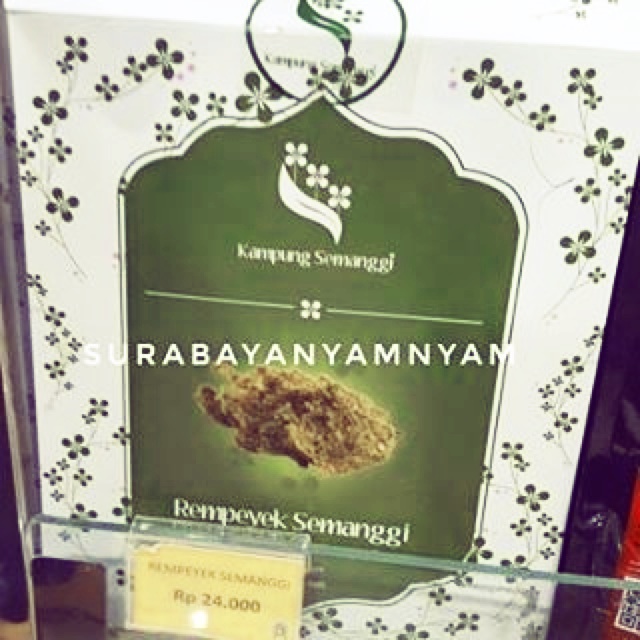 Kampung Semanggi
Kampung Semanggi
SURABAYANYAMNYAM
Rempeyek Semanggi
REMPEYEK SEMANGGI
Rp 24.000